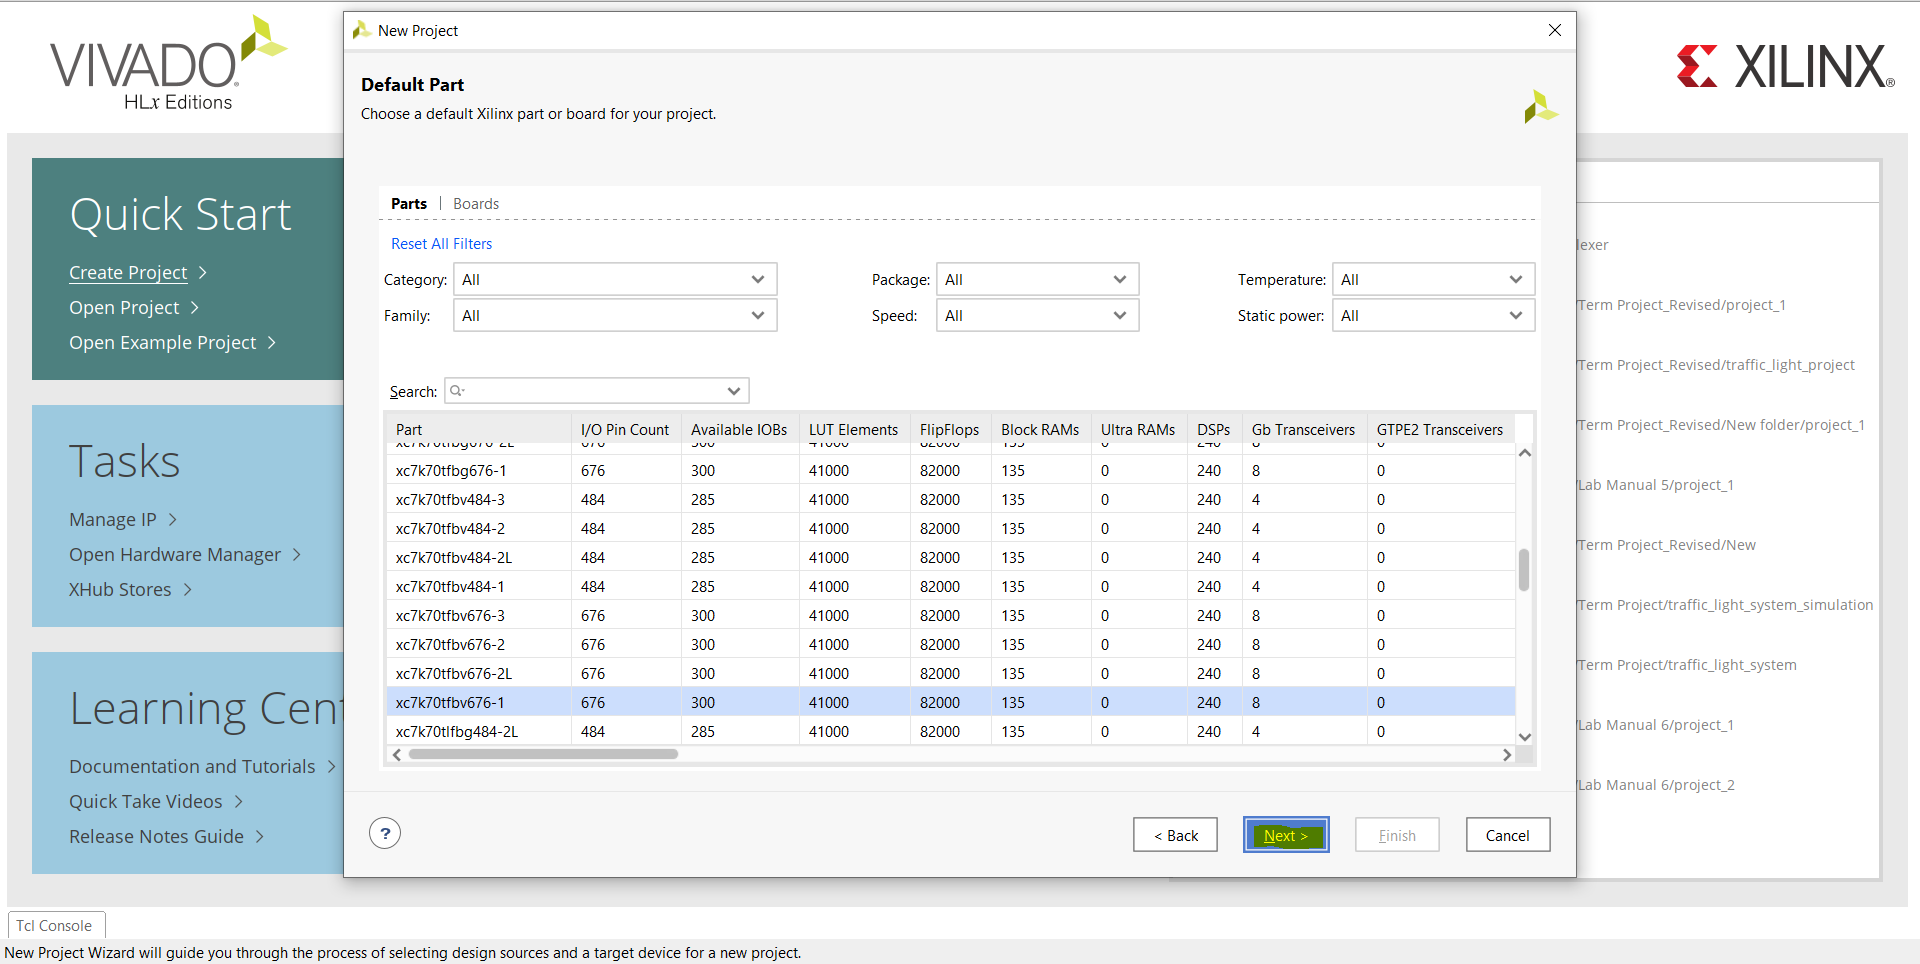 VIVADO
HLx Editions
XILINX
New Project
Default Part
Choose a default Xilinx part or board for your project.
Parts | Boards
Reset All Filters
Category: All Package: All Temperature: All
Family: All Speed: All Static power: All
Search:
Part I/O Pin Count Available IOBs LUT Elements FlipFlops Block RAMs Ultra RAMs DSPs Gb Transceivers GTPE2 Transceivers
xc7k70tfbg676-2L 676 300 41000 82000 135 0 240 8 0
xc7k70tfbg676-1 676 300 41000 82000 135 0 240 8 0
xc7k70tfbv484-3 484 285 41000 82000 135 0 240 4 0
xc7k70tfbv484-2 484 285 41000 82000 135 0 240 4 0
xc7k70tfbv484-2L 484 285 41000 82000 135 0 240 4 0
xc7k70tfbv484-1 484 285 41000 82000 135 0 240 4 0
xc7k70tfbv676-3 676 300 41000 82000 135 0 240 8 0
xc7k70tfbv676-2 676 300 41000 82000 135 0 240 8 0
xc7k70tfbv676-2L 676 300 41000 82000 135 0 240 8 0
xc7k70tfbv676-1 676 300 41000 82000 135 0 240 8 0
xc7k70tlfbg484-2L 484 285 41000 82000 135 0 240 4 0
? < Back Next > Finish Cancel
Quick Start
Create Project >
Open Project >
Open Example Project >
Tasks
Manage IP >
Open Hardware Manager >
XHub Stores >
Learning Cent
Documentation and Tutorials >
Quick Take Videos >
Release Notes Guide >
lexer
/Term Project_Revised/project_1
/Term Project_Revised/traffic_light_project
/Term Project_Revised/New folder/project_1
/Lab Manual 5/project_1
/Term Project_Revised/New
/Term Project/traffic_light_system_simulation
/Term Project/traffic_light_system
/Lab Manual 6/project_1
/Lab Manual 6/project_2
Tcl Console
New Project Wizard will guide you through the process of selecting design sources and a target device for a new project.